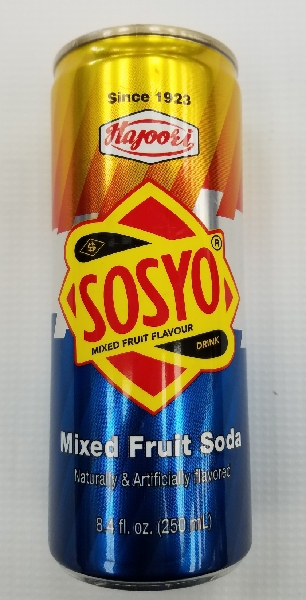 Since 1923
Hajoori
S
SOSYO®
MIXED FRUIT FLAVOUR
DRINK
Mixed Fruit Soda
Naturally & Artificially flavored
8.4 fl. oz. (250 mL)